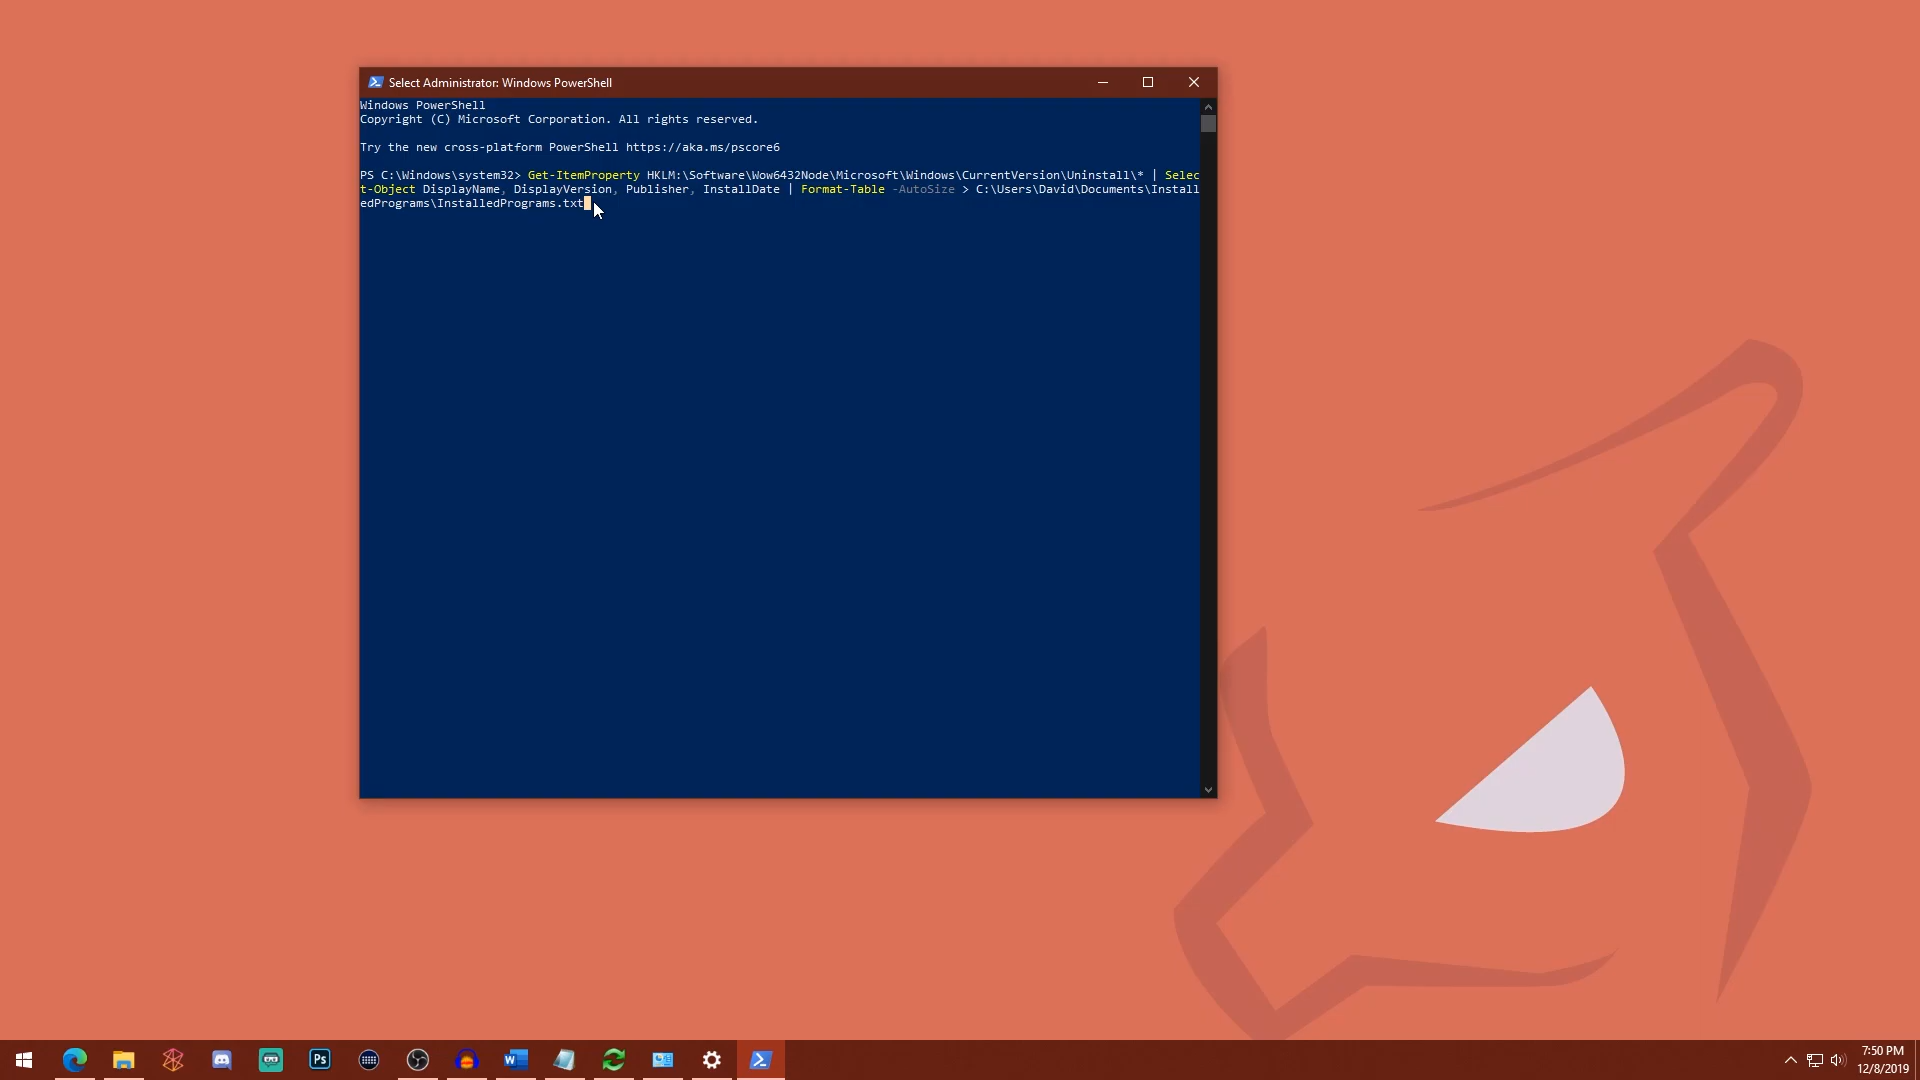 Select Administrator: Windows PowerShell
Windows PowerShell
Copyright (C) Microsoft Corporation. All rights reserved.
Try the new cross-platform PowerShell https://aka.ms/pscore6
PS C:\Windows\system32> Get-ItemProperty HKLM:\Software\Wow6432Node\Microsoft\Windows\CurrentVersion\Uninstall\* | Selec
t-Object DisplayName, DisplayVersion, Publisher, InstallDate | Format-Table -AutoSize > C:\Users\David\Documents\Install
edPrograms\InstalledPrograms.txt
Ps
W
7:50 PM
12/8/2019